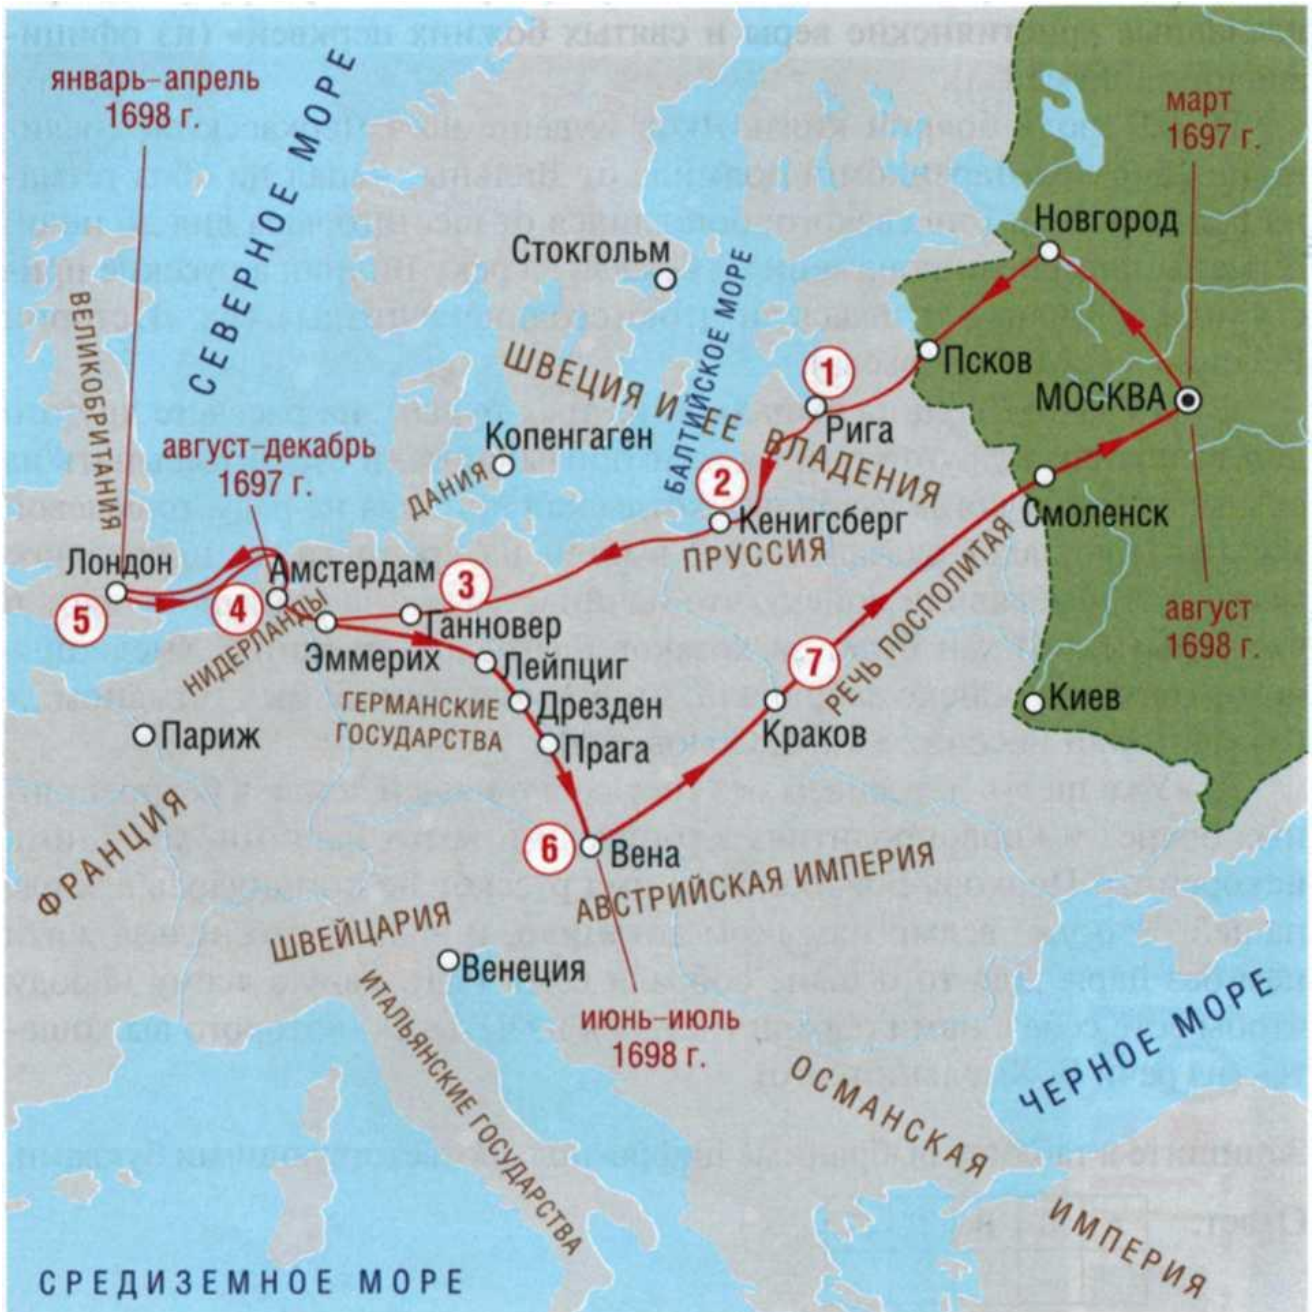 январь–апрель
1698 г.
СЕВЕРНОЕ МОРЕ
март
1697 г.
Новгород
Стокгольм
ВЕЛИКОБРИТАНИЯ
БАЛТИЙСКОЕ МОРЕ
Псков
ШВЕЦИЯ И ЕЕ ВЛАДЕНИЯ
1
МОСКВА
Рига
Копенгаген
август–декабрь
1697 г.
ДАНИЯ
2
Кенигсберг
Смоленск
ПРУССИЯ
Лондон
Амстердам
3
5
4
Ганновер
НИДЕРЛАНДЫ
Эммерих
Лейпциг
август
1698 г.
7
РЕЧЬ ПОСПОЛИТАЯ
ГЕРМАНСКИЕ
ГОСУДАРСТВА
Дрезден
Киев
Париж
Прага
Краков
6
Вена
ФРАНЦИЯ
АВСТРИЙСКАЯ ИМПЕРИЯ
ШВЕЙЦАРИЯ
Венеция
ИТАЛЬЯНСКИЕ ГОСУДАРСТВА
июнь–июль
1698 г.
ЧЕРНОЕ МОРЕ
ОСМАНСКАЯ ИМПЕРИЯ
СРЕДИЗЕМНОЕ МОРЕ